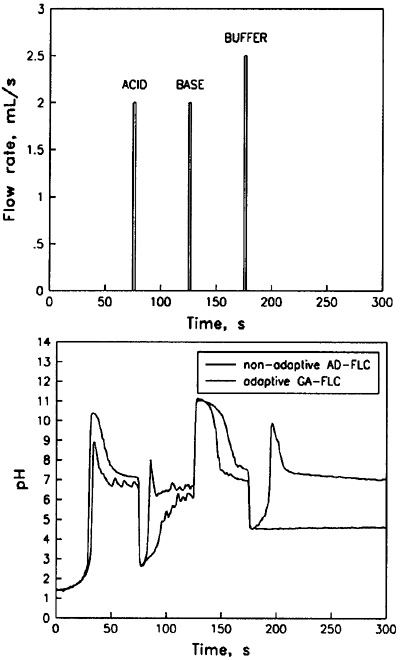 3
2.5
2
1.5
1
.5
0
Flow rate, mL/s
ACID
BASE
BUFFER
0 50 100 150 200 250 300
Time, s
14
13
12
11
10
9
8
7
6
5
4
3
2
1
0
pH
non-adaptive AD-FLC
adaptive GA-FLC
0 50 100 150 200 250 300
Time, s